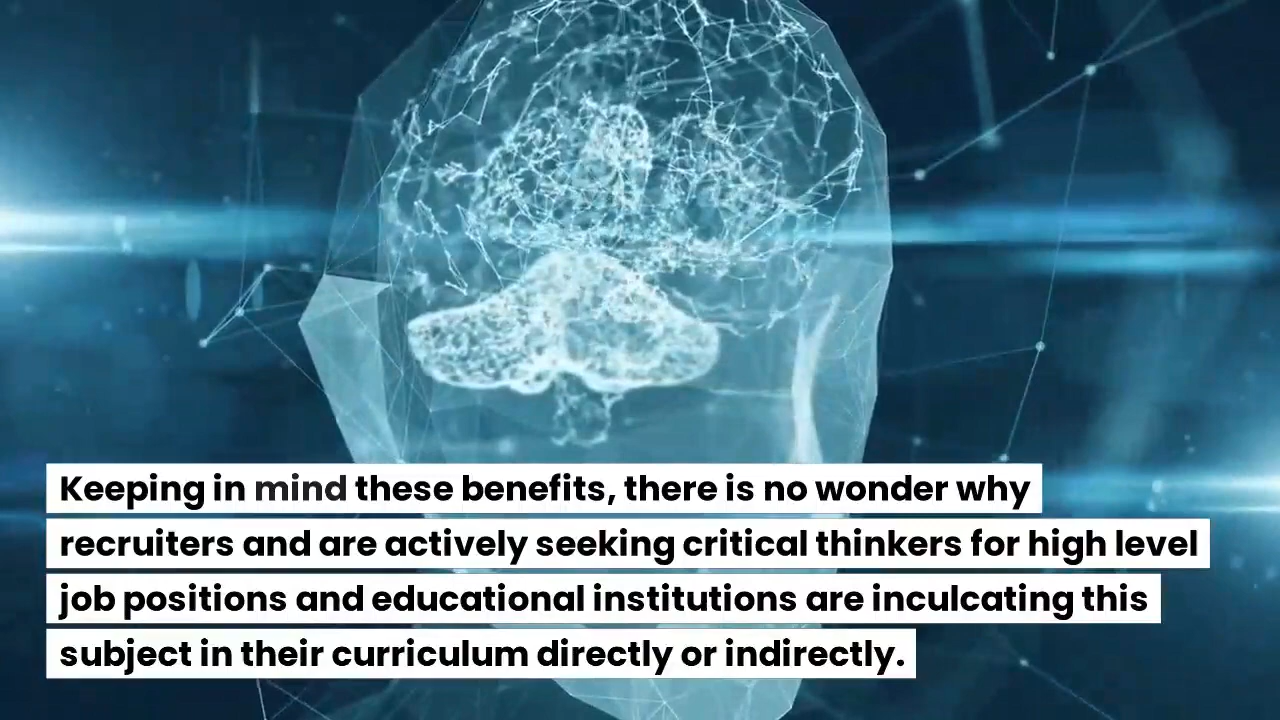 Keeping in mind these benefits, there is no wonder why
recruiters and are actively seeking critical thinkers for high level
job positions and educational institutions are inculcating this
subject in their curriculum directly or indirectly.